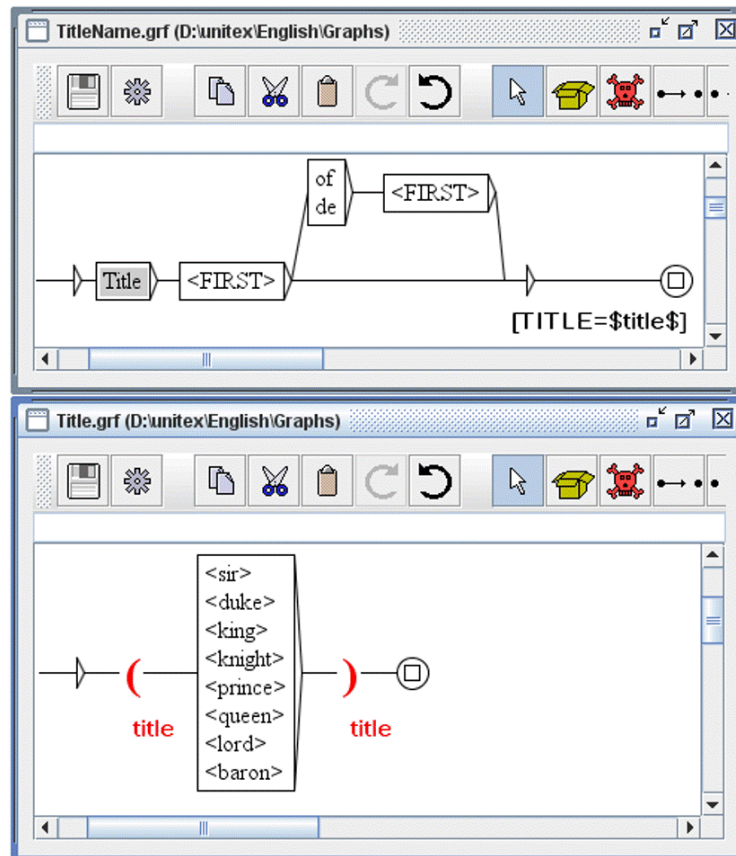 TitleName.grf (D:\unitex\English\Graphs)
of
de
<FIRST>
Title
<FIRST>
[TITLE=$title$]
Title.grf (D:\unitex\English\Graphs)
<sir>
<duke>
<king>
<knight>
<prince>
<queen>
<lord>
<baron>
( )
title title